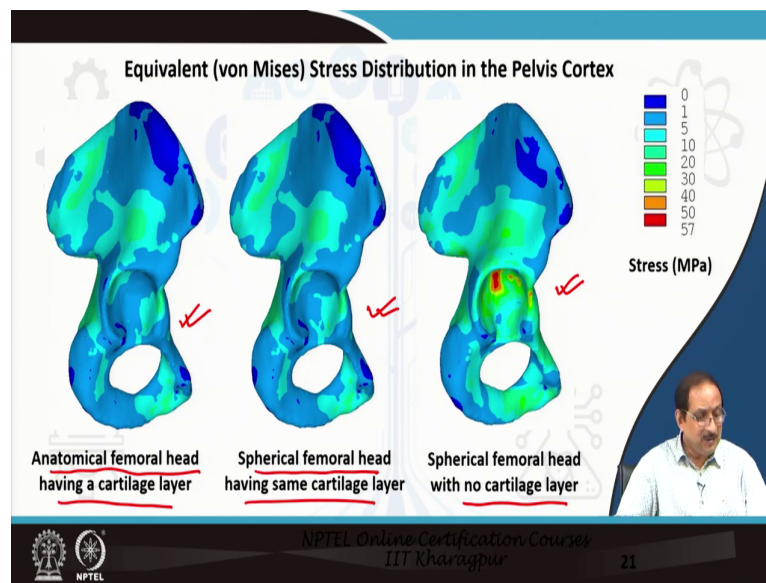 Equivalent (von Mises) Stress Distribution in the Pelvis Cortex
0
1
5
10
20
30
40
50
57
Stress (MPa)
Anatomical femoral head
having a cartilage layer
Spherical femoral head
having same cartilage layer
Spherical femoral head
with no cartilage layer
NPTEL
NPTEL Online Certification Courses
IIT Kharagpur
21